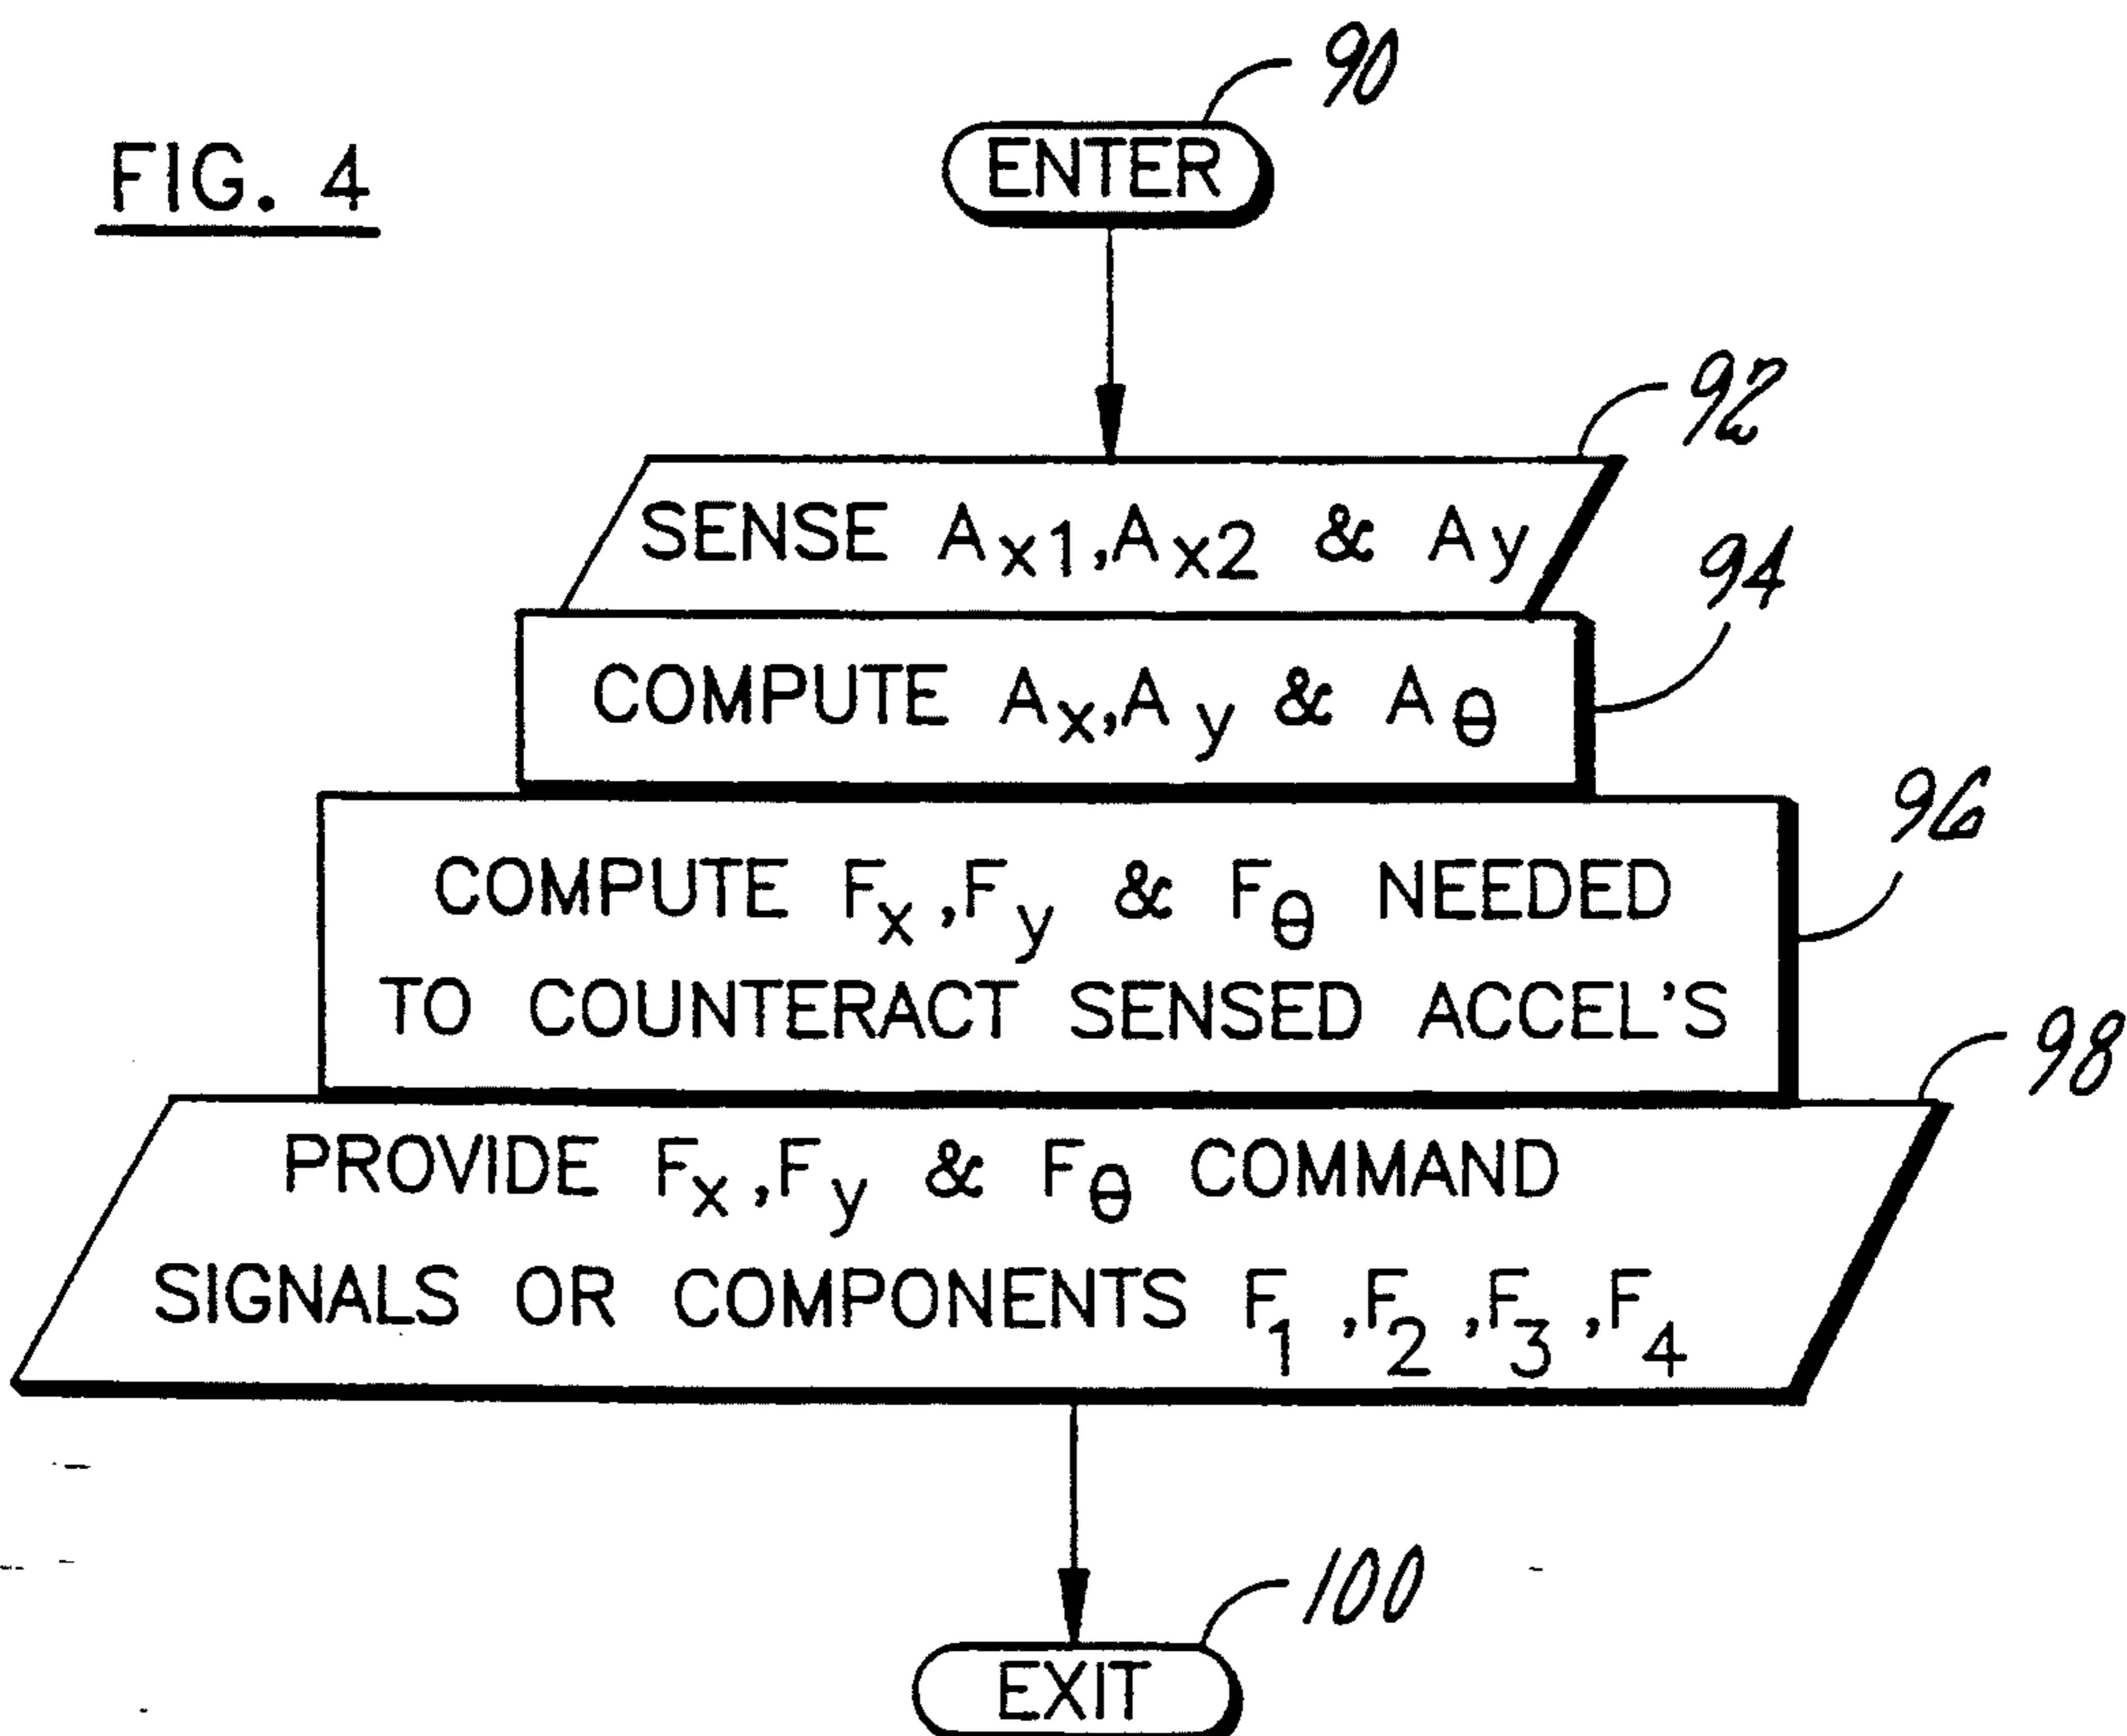 FIG. 4
90
ENTER
92
SENSE Ax1,Ax2 & Ay
94
COMPUTE Ax,Ay & Aθ
96
COMPUTE Fx,Fy & Fθ NEEDED
TO COUNTERACT SENSED ACCEL'S
98
PROVIDE Fx,Fy & Fθ COMMAND
SIGNALS OR COMPONENTS F1,F2,F3,F4
100
EXIT